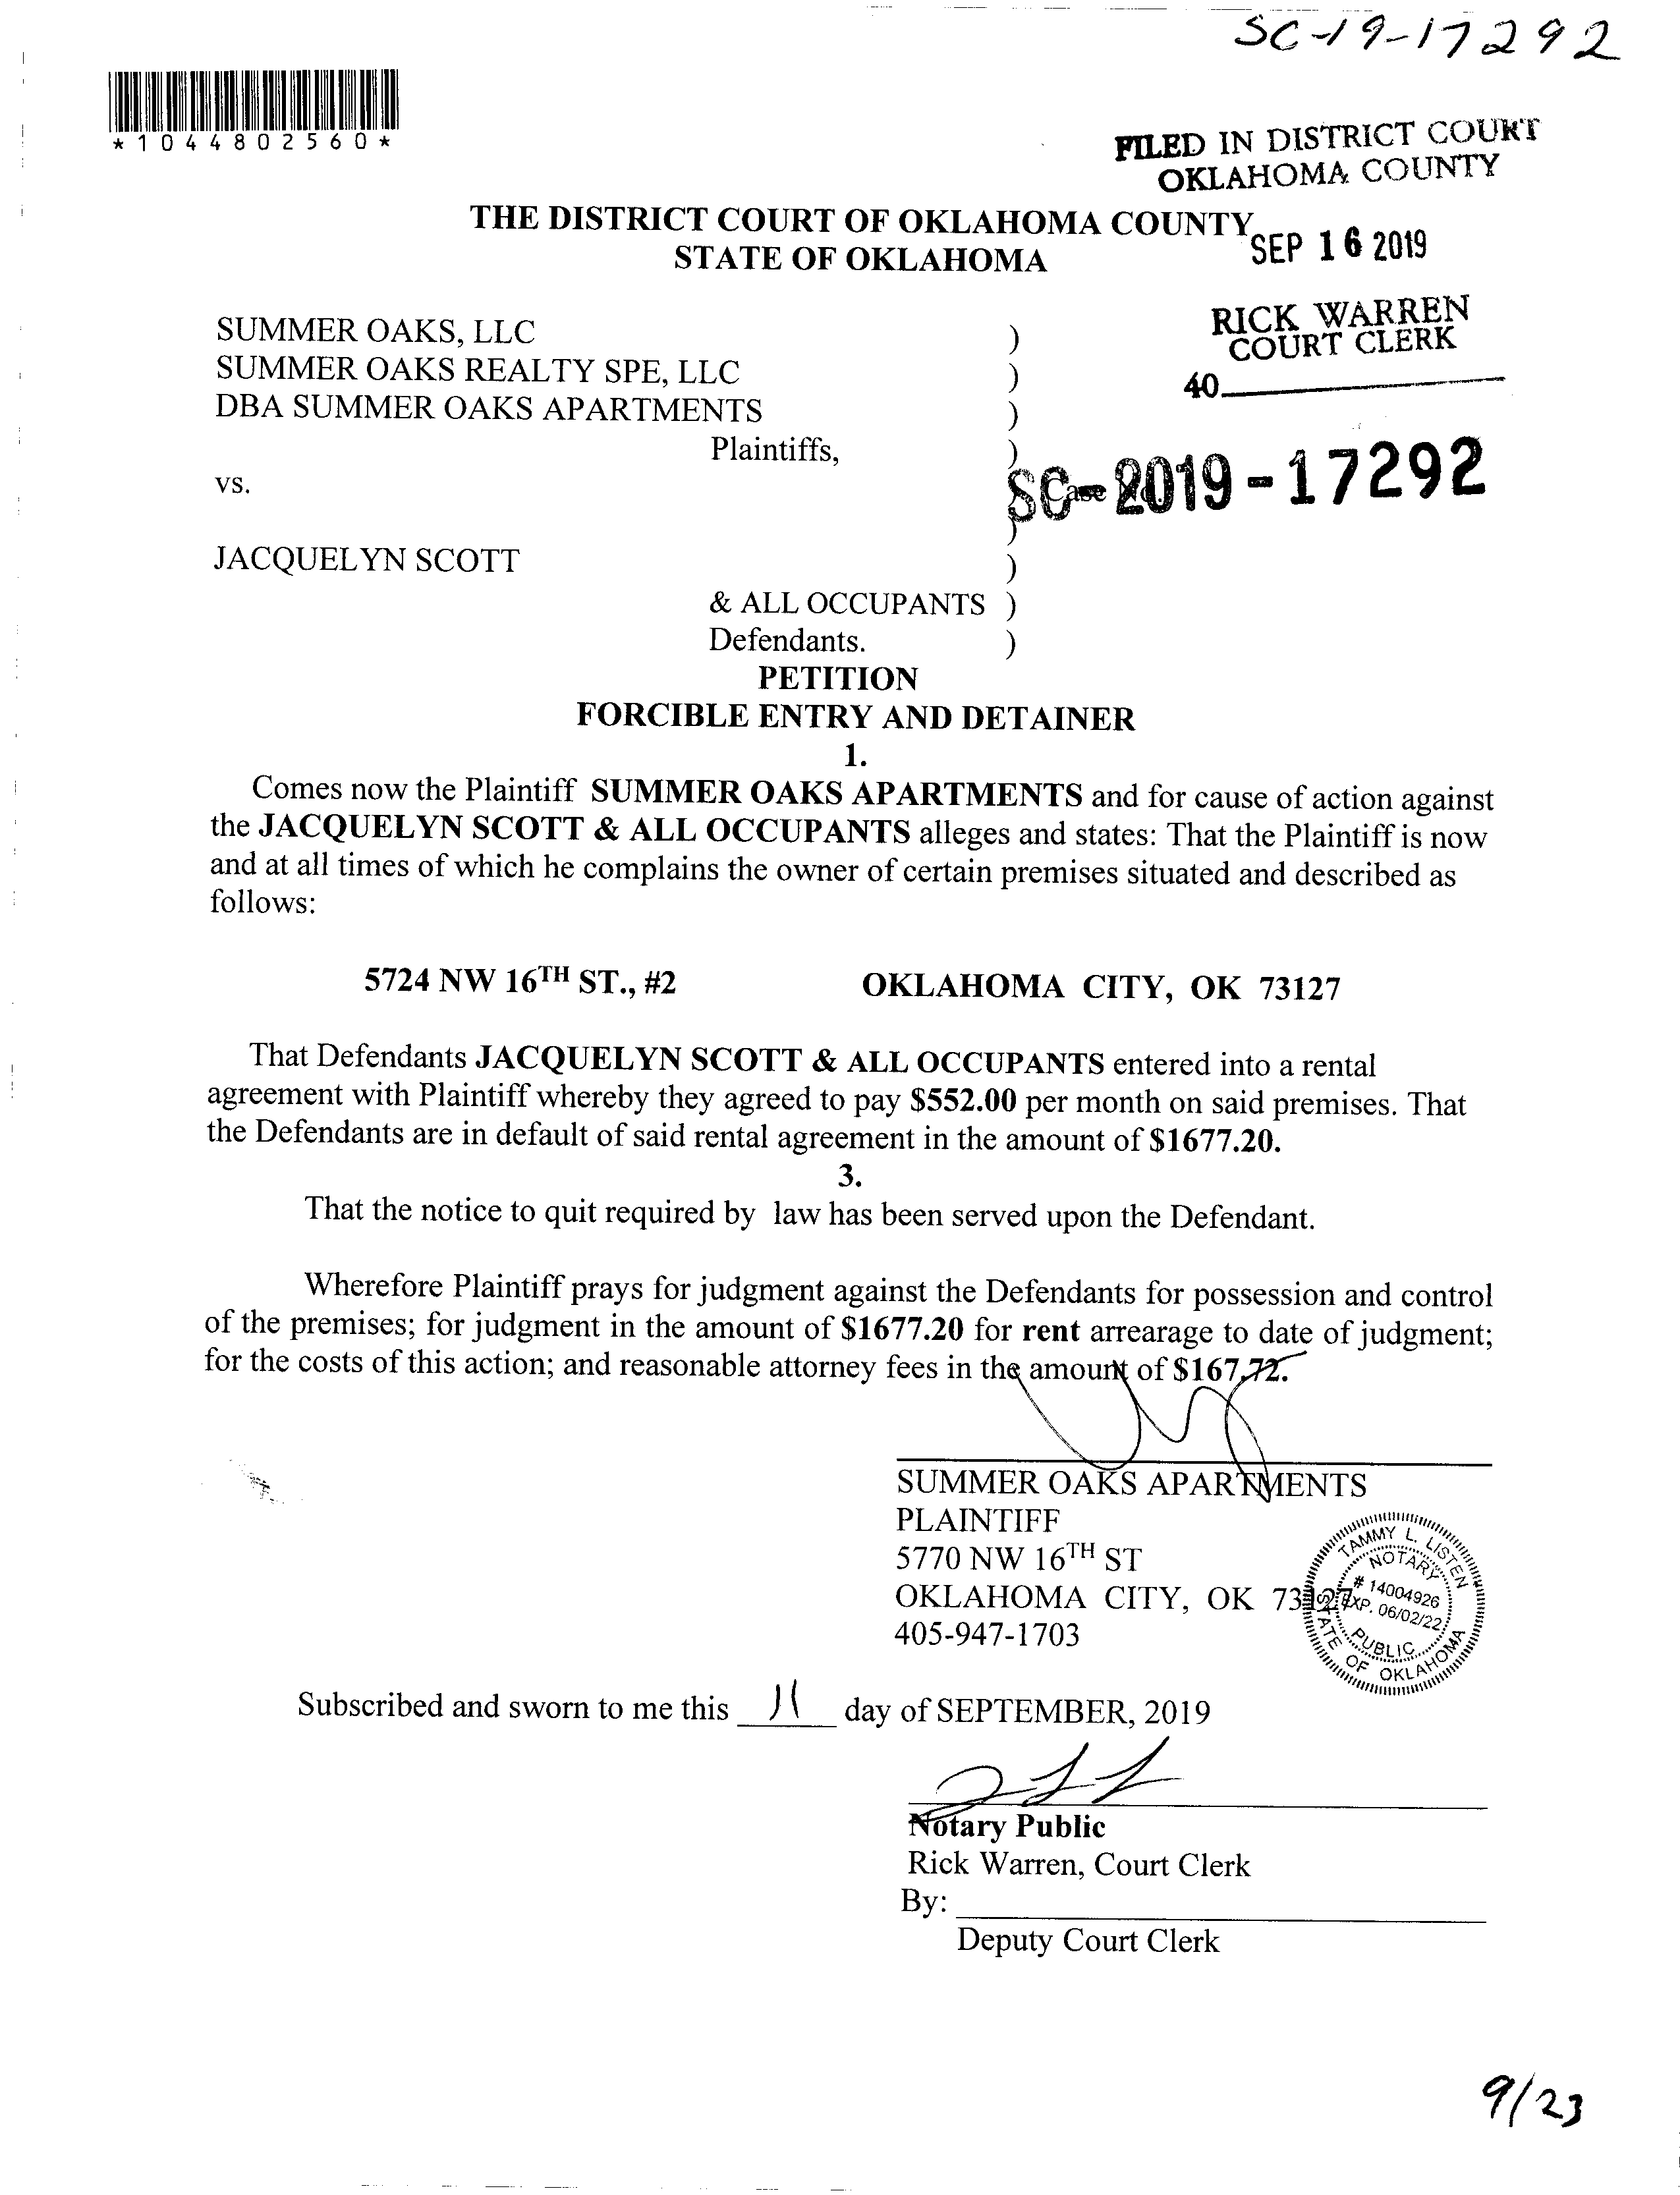 SC-19-17292
*1044802560*
FILED IN DISTRICT COURT
OKLAHOMA COUNTY
THE DISTRICT COURT OF OKLAHOMA COUNTY
STATE OF OKLAHOMA
SEP 16 2019
RICK WARREN
COURT CLERK
40
SUMMER OAKS, LLC )
SUMMER OAKS REALTY SPE, LLC )
DBA SUMMER OAKS APARTMENTS )
Plaintiffs, )
vs.
SC-2019-17292
)
JACQUELYN SCOTT )
& ALL OCCUPANTS )
Defendants. )
PETITION
FORCIBLE ENTRY AND DETAINER
1.
Comes now the Plaintiff SUMMER OAKS APARTMENTS and for cause of action against
the JACQUELYN SCOTT & ALL OCCUPANTS alleges and states: That the Plaintiff is now
and at all times of which he complains the owner of certain premises situated and described as
follows:
5724 NW 16TH ST., #2 OKLAHOMA CITY, OK 73127
That Defendants JACQUELYN SCOTT & ALL OCCUPANTS entered into a rental
agreement with Plaintiff whereby they agreed to pay $552.00 per month on said premises. That
the Defendants are in default of said rental agreement in the amount of $1677.20.
3.
That the notice to quit required by law has been served upon the Defendant.
Wherefore Plaintiff prays for judgment against the Defendants for possession and control
of the premises; for judgment in the amount of $1677.20 for rent arrearage to date of judgment;
for the costs of this action; and reasonable attorney fees in the amount of $167.72.
SUMMER OAKS APARTMENTS
PLAINTIFF
5770 NW 16TH ST
OKLAHOMA CITY, OK 73127
405-947-1703
TAMMY L. LISTEN
NOTARY
# 14004926
EXP. 06/02/22
PUBLIC
STATE OF OKLAHOMA
Subscribed and sworn to me this 11 day of SEPTEMBER, 2019
Notary Public
Rick Warren, Court Clerk
By:
Deputy Court Clerk
9/23